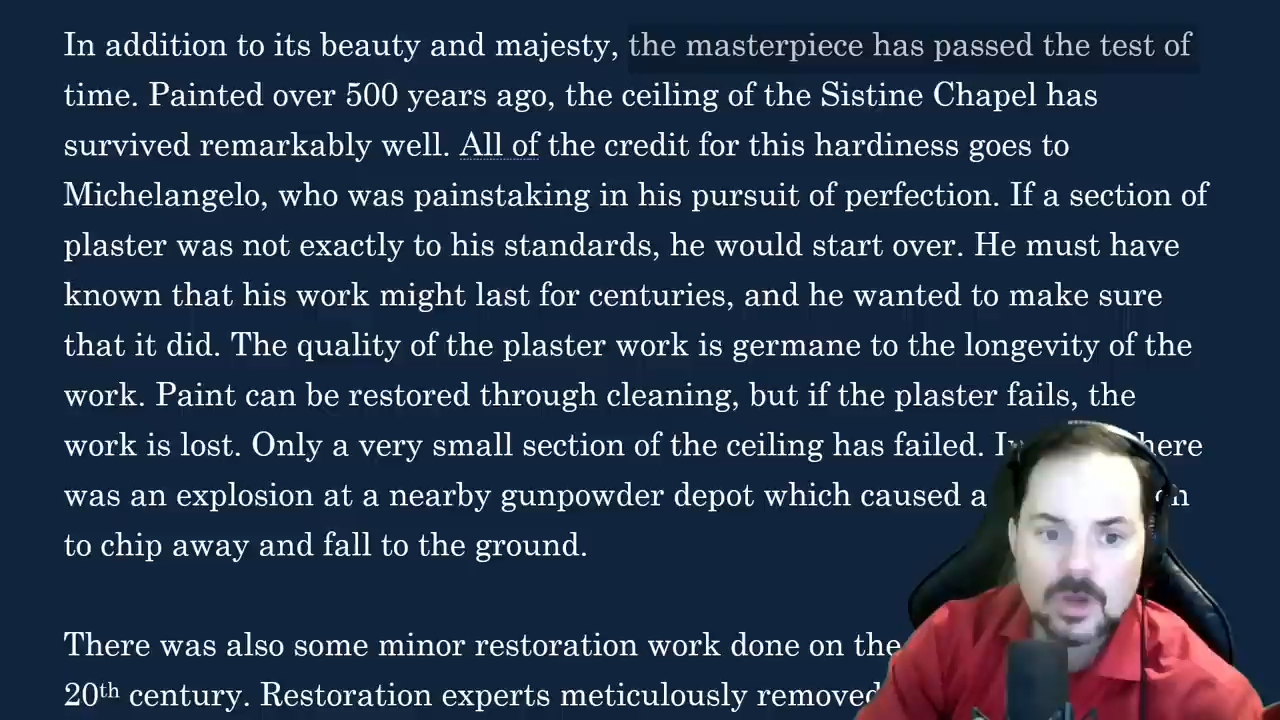 In addition to its beauty and majesty, the masterpiece has passed the test of
time. Painted over 500 years ago, the ceiling of the Sistine Chapel has
survived remarkably well. All of the credit for this hardiness goes to
Michelangelo, who was painstaking in his pursuit of perfection. If a section of
plaster was not exactly to his standards, he would start over. He must have
known that his work might last for centuries, and he wanted to make sure
that it did. The quality of the plaster work is germane to the longevity of the
work. Paint can be restored through cleaning, but if the plaster fails, the
work is lost. Only a very small section of the ceiling has failed.
was an explosion at a nearby gunpowder depot which caused a
to chip away and fall to the ground.
There was also some minor restoration work done on the
20th century. Restoration experts meticulously removed